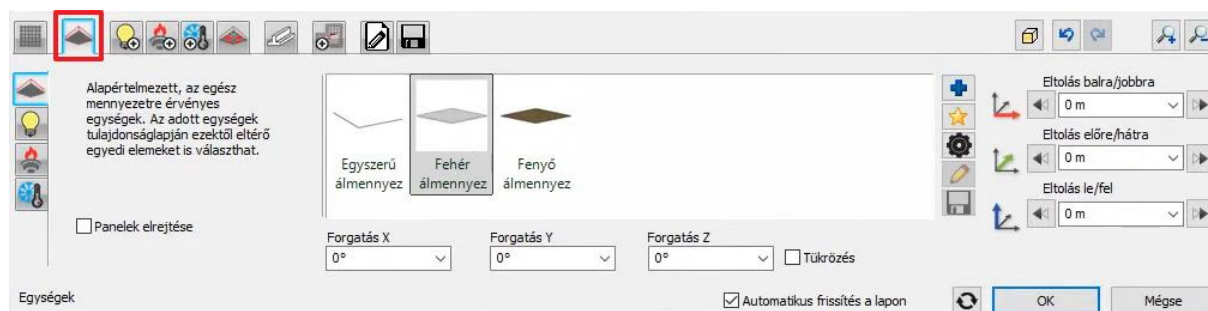 Alapértelmezett, az egész
mennyezetre érvényes
egységek. Az adott egységek
tulajdonságlapján ezektől eltérő
egyedi elemeket is választhat.
Panelek elrejtése
Egyszerű
álmennyez
Fehér
álmennyez
Fenyő
álmennyez
Forgatás X
0°
Forgatás Y
0°
Forgatás Z
0°
Tükrözés
Eltolás balra/jobbra
0 m
Eltolás előre/hátra
0 m
Eltolás le/fel
0 m
Egységek
Automatikus frissítés a lapon
OK
Mégse